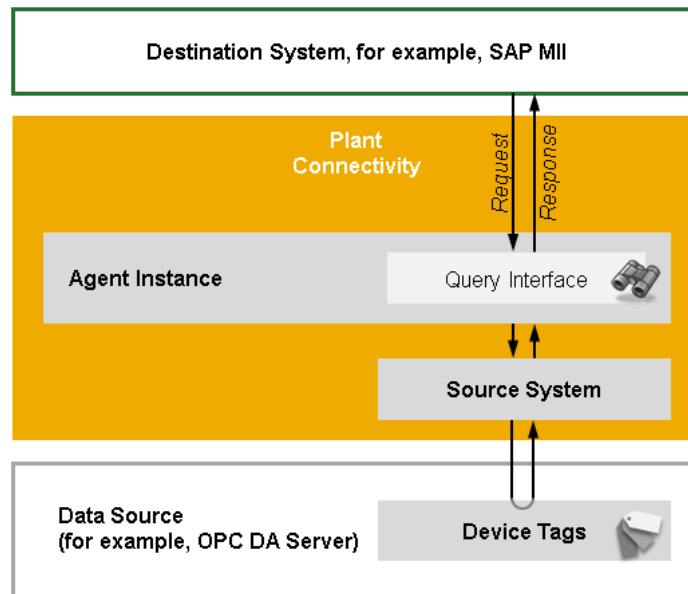 Destination System, for example, SAP MII
Plant
Connectivity
Request
Response
Agent Instance
Query Interface
Source System
Data Source
(for example, OPC DA Server)
Device Tags